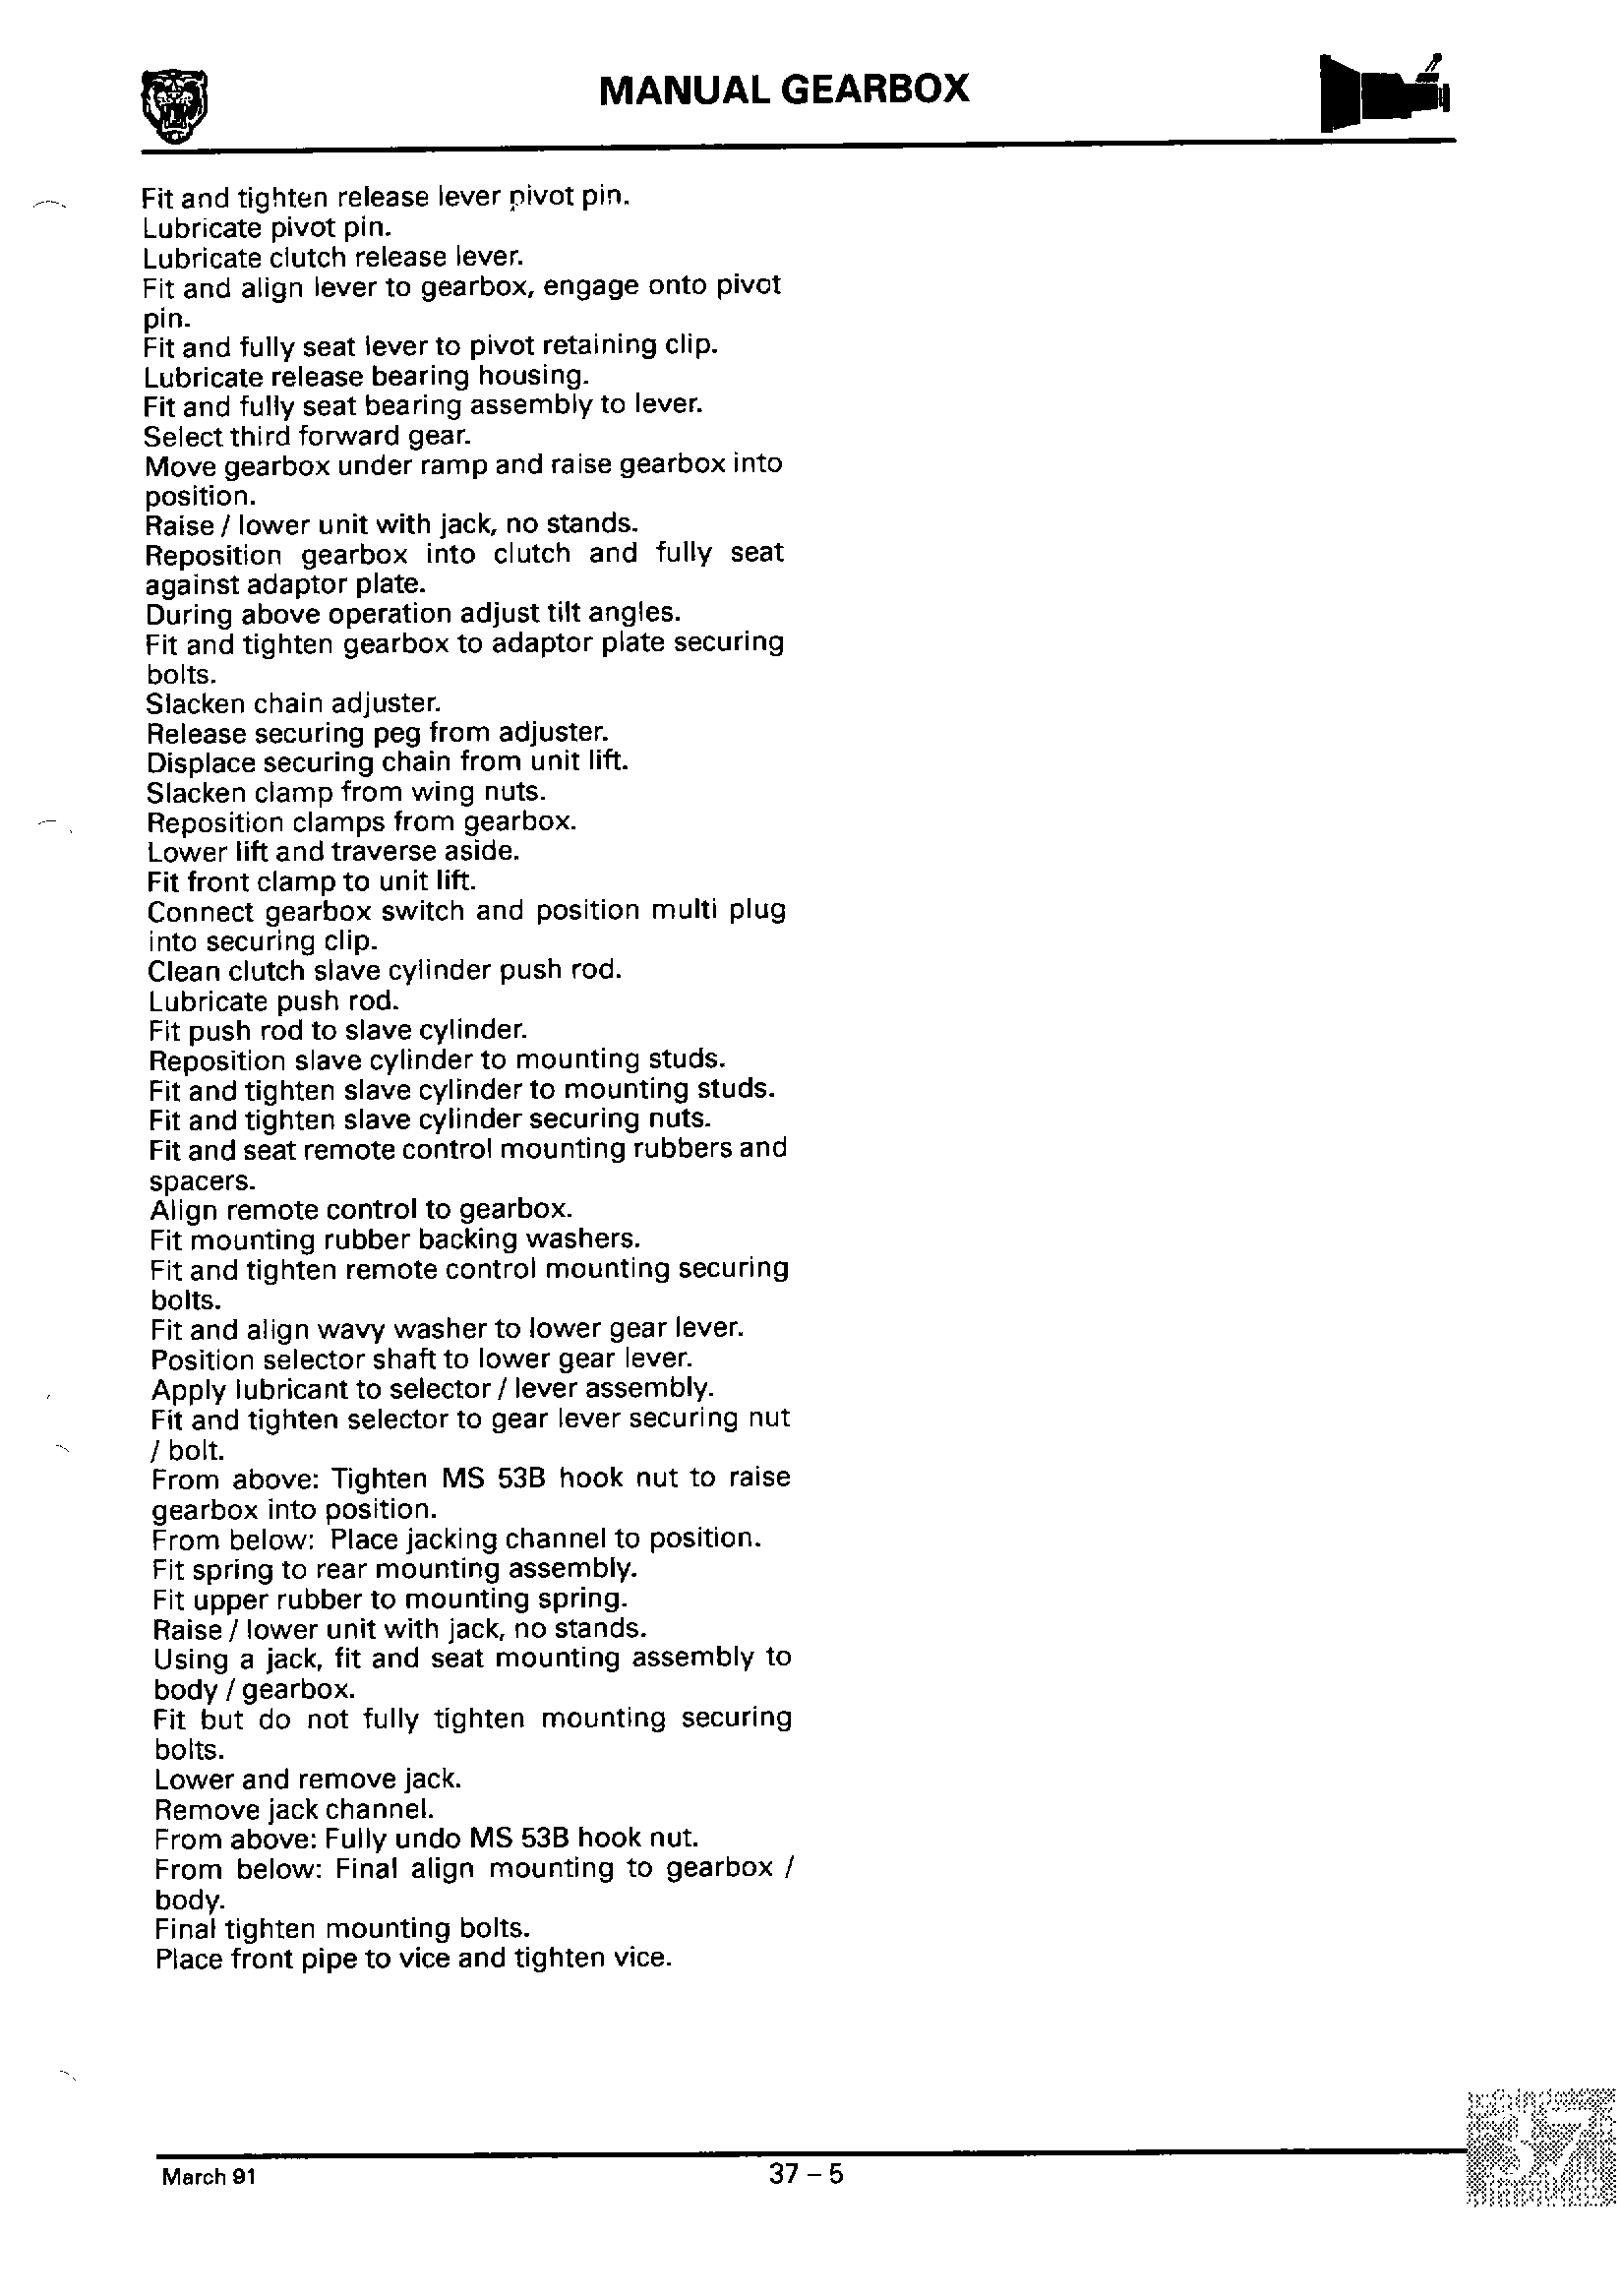 MANUAL GEARBOX
Fit and tighten release lever pivot pin.
Lubricate pivot pin.
Lubricate clutch release lever.
Fit and align lever to gearbox, engage onto pivot
pin.
Fit and fully seat lever to pivot retaining clip.
Lubricate release bearing housing.
Fit and fully seat bearing assembly to lever.
Select third forward gear.
Move gearbox under ramp and raise gearbox into
position.
Raise / lower unit with jack, no stands.
Reposition gearbox into clutch and fully seat
against adaptor plate.
During above operation adjust tilt angles.
Fit and tighten gearbox to adaptor plate securing
bolts.
Slacken chain adjuster.
Release securing peg from adjuster.
Displace securing chain from unit lift.
Slacken clamp from wing nuts.
Reposition clamps from gearbox.
Lower lift and traverse aside.
Fit front clamp to unit lift.
Connect gearbox switch and position multi plug
into securing clip.
Clean clutch slave cylinder push rod.
Lubricate push rod.
Fit push rod to slave cylinder.
Reposition slave cylinder to mounting studs.
Fit and tighten slave cylinder to mounting studs.
Fit and tighten slave cylinder securing nuts.
Fit and seat remote control mounting rubbers and
spacers.
Align remote control to gearbox.
Fit mounting rubber backing washers.
Fit and tighten remote control mounting securing
bolts.
Fit and align wavy washer to lower gear lever.
Position selector shaft to lower gear lever.
Apply lubricant to selector / lever assembly.
Fit and tighten selector to gear lever securing nut
/ bolt.
From above: Tighten MS 53B hook nut to raise
gearbox into position.
From below: Place jacking channel to position.
Fit spring to rear mounting assembly.
Fit upper rubber to mounting spring.
Raise / lower unit with jack, no stands.
Using a jack, fit and seat mounting assembly to
body / gearbox.
Fit but do not fully tighten mounting securing
bolts.
Lower and remove jack.
Remove jack channel.
From above: Fully undo MS 53B hook nut.
From below: Final align mounting to gearbox /
body.
Final tighten mounting bolts.
Place front pipe to vice and tighten vice.
March 91
37 – 5
37